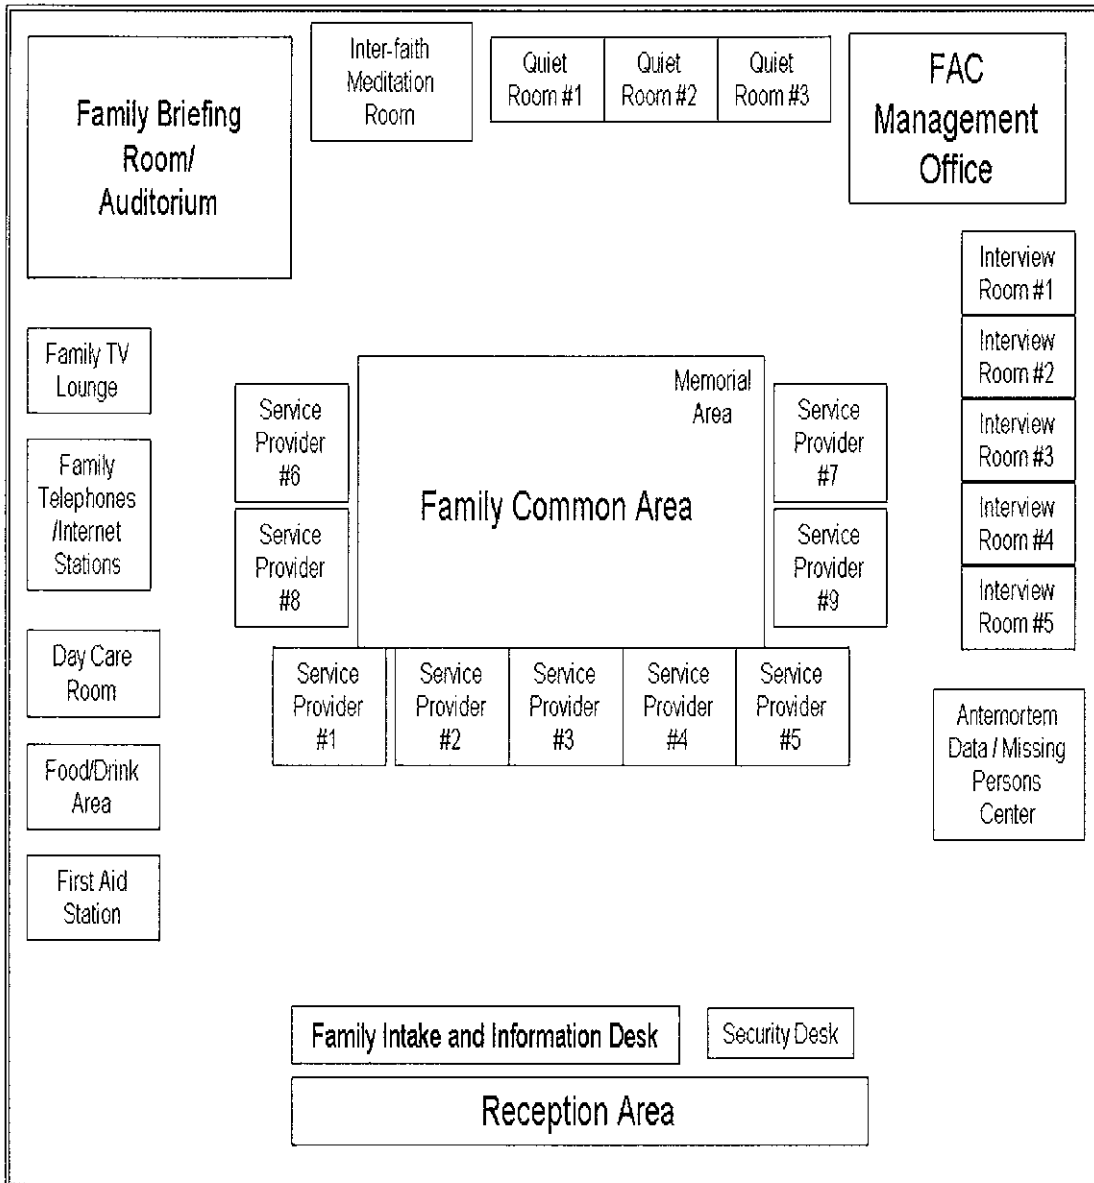 Family Briefing
Room/
Auditorium
Inter-faith
Meditation
Room
Quiet
Room #1
Quiet
Room #2
Quiet
Room #3
FAC
Management
Office
Interview
Room #1
Interview
Room #2
Interview
Room #3
Interview
Room #4
Interview
Room #5
Family TV
Lounge
Family
Telephones
/Internet
Stations
Day Care
Room
Food/Drink
Area
First Aid
Station
Service
Provider
#6
Service
Provider
#8
Memorial
Area
Family Common Area
Service
Provider
#7
Service
Provider
#9
Service
Provider
#1
Service
Provider
#2
Service
Provider
#3
Service
Provider
#4
Service
Provider
#5
Antemortem
Data / Missing
Persons
Center
Family Intake and Information Desk
Security Desk
Reception Area